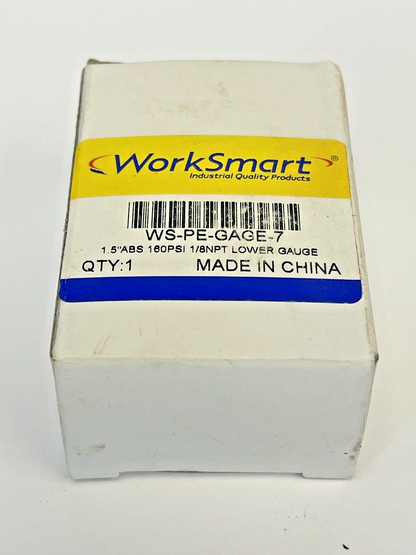 WorkSmart®
Industrial Quality Products
WS-PE-GAGE-7
1.5"ABS 160PSI 1/8NPT LOWER GAUGE
QTY:1 MADE IN CHINA